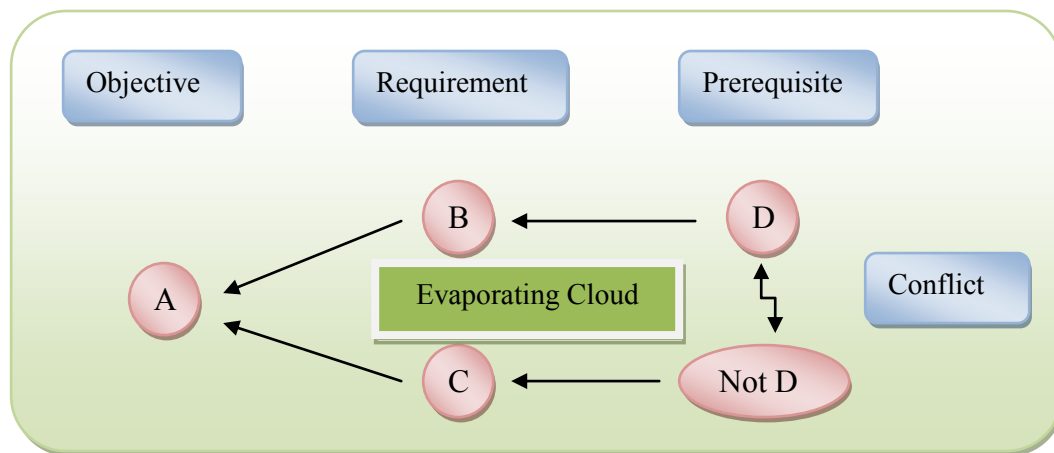 Objective
Requirement
Prerequisite
B
D
A
Evaporating Cloud
Conflict
C
Not D